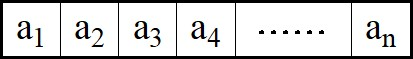 a₁ a₂ a₃ a₄ ...... aₙ